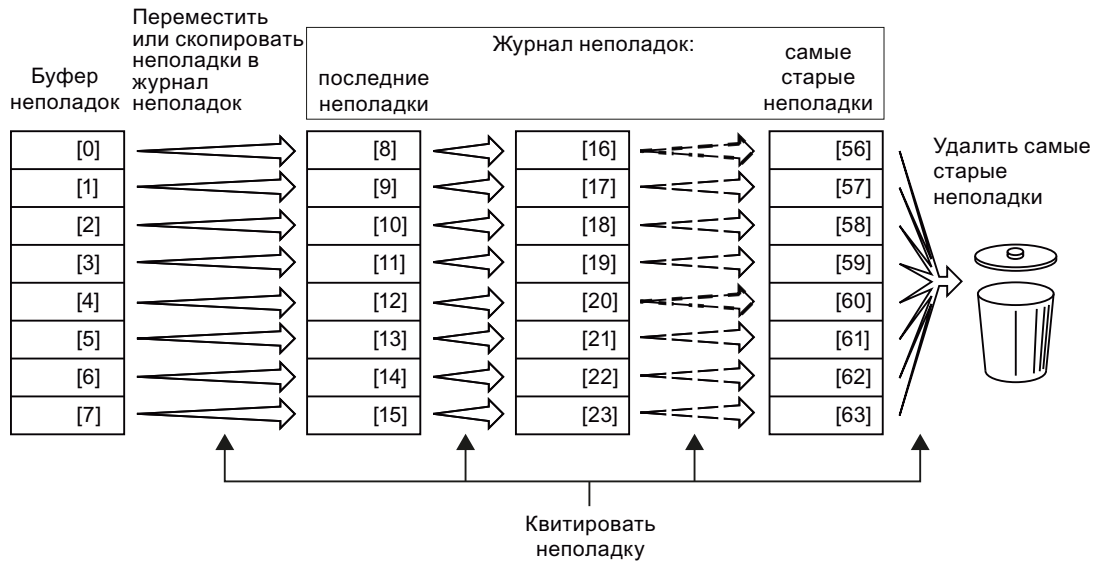 Переместить
или скопировать
неполадки в
журнал
неполадок
Буфер
неполадок
Журнал неполадок:
последние
неполадки
самые
старые
неполадки
[0] [8] [16] [56]
[1] [9] [17] [57]
[2] [10] [18] [58]
[3] [11] [19] [59]
[4] [12] [20] [60]
[5] [13] [21] [61]
[6] [14] [22] [62]
[7] [15] [23] [63]
Удалить самые
старые
неполадки
Квитировать
неполадку